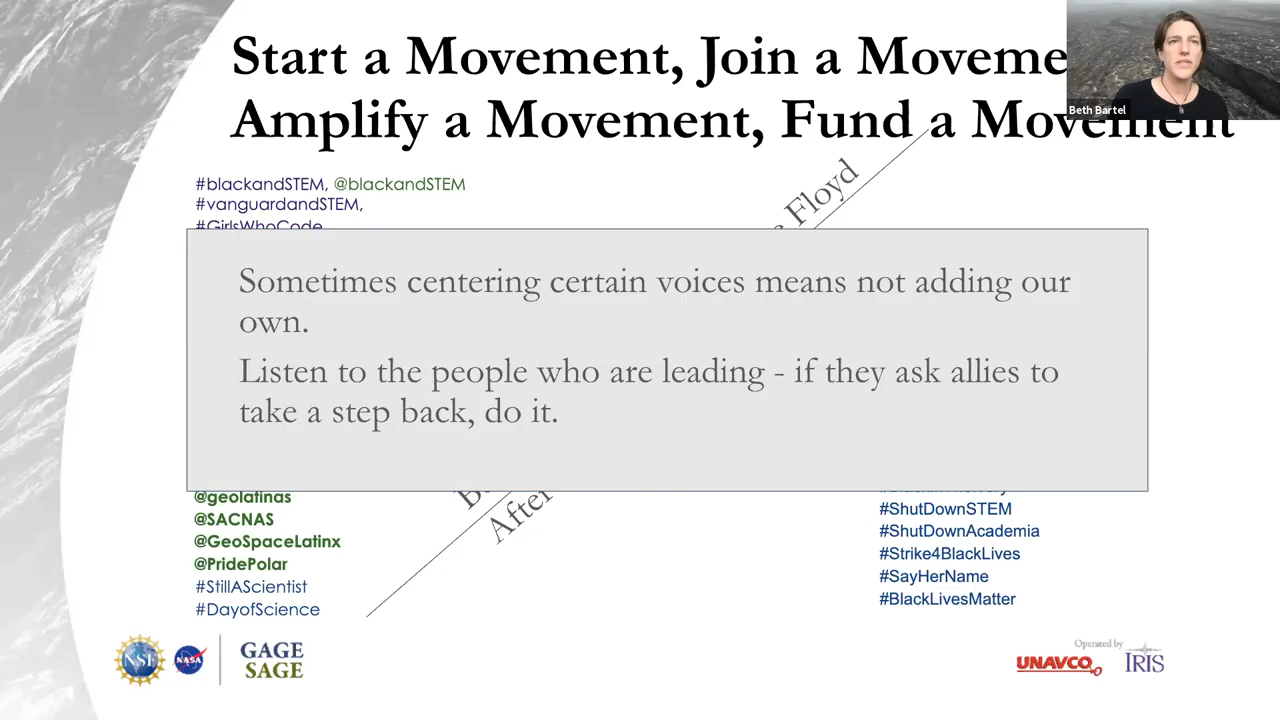 Start a Movement, Join a Moveme
Amplify a Movement, Fund a Movement
Beth Bartel
#blackandSTEM, @blackandSTEM
#vanguardandSTEM,
#GirlsWhoCode
Floyd
Sometimes centering certain voices means not adding our
own.
Listen to the people who are leading - if they ask allies to
take a step back, do it.
After
@geolatinas
@SACNAS
@GeoSpaceLatinx
@PridePolar
#StillAScientist
#DayofScience
#ShutDownSTEM
#ShutDownAcademia
#Strike4BlackLives
#SayHerName
#BlackLivesMatter
NSF
NASA
GAGE
SAGE
Operated by
UNAVCO
IRIS